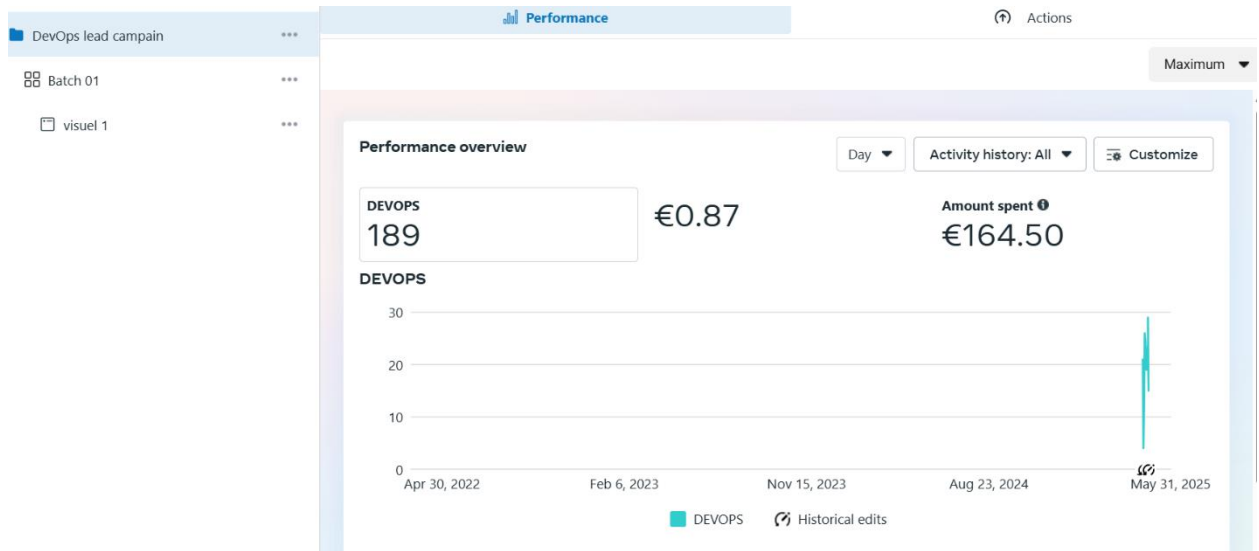 DevOps lead campain
Batch 01
visuel 1
Performance
Actions
Maximum
Performance overview
Day
Activity history: All
Customize
DEVOPS
189
€0.87
Amount spent
€164.50
DEVOPS
30
20
10
0
Apr 30, 2022
Feb 6, 2023
Nov 15, 2023
Aug 23, 2024
May 31, 2025
DEVOPS
Historical edits